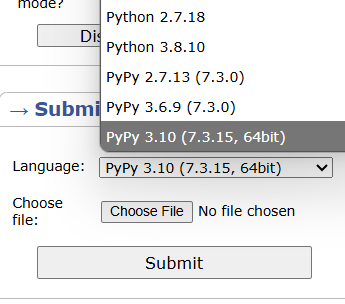 mode?
Python 2.7.18
Python 3.8.10
PyPy 2.7.13 (7.3.0)
PyPy 3.6.9 (7.3.0)
PyPy 3.10 (7.3.15, 64bit)
→ Submi
Language: PyPy 3.10 (7.3.15, 64bit)
Choose
file:
Choose File No file chosen
Submit